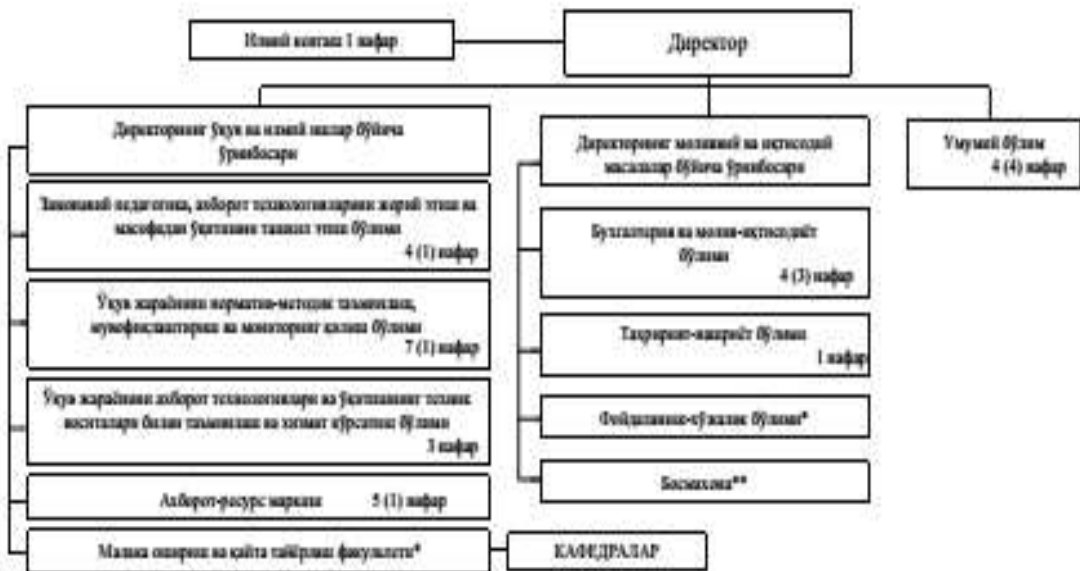 Илмий кенгаш 1 нафар
Директор
Директорнинг ўқув ва илмий ишлар бўйича
ўринбосари
Директорнинг молиявий ва иқтисодий
масалалар бўйича ўринбосари
Умумий бўлим
4 (4) нафар
Замонавий педагогика, ахборот технологияларини жорий этиш ва
масофадан ўқитишни ташкил этиш бўлими
4 (1) нафар
Бухгалтерия ва молия-иқтисодиёт
бўлими
4 (3) нафар
Ўқув жараёнини норматив-методик таъминлаш,
мувофиқлаштириш ва мониторинг қилиш бўлими
7 (1) нафар
Таҳририят-нашриёт бўлими
1 нафар
Ўқув жараёнини ахборот технологиялари ва ўқитишнинг техник
воситалари билан таъминлаш ва хизмат кўрсатиш бўлими
3 нафар
Фойдаланиш-хўжалик бўлими*
Босмахона**
Ахборот-ресурс маркази 5 (1) нафар
Малака ошириш ва қайта тайёрлаш факультети*
КАФЕДРАЛАР